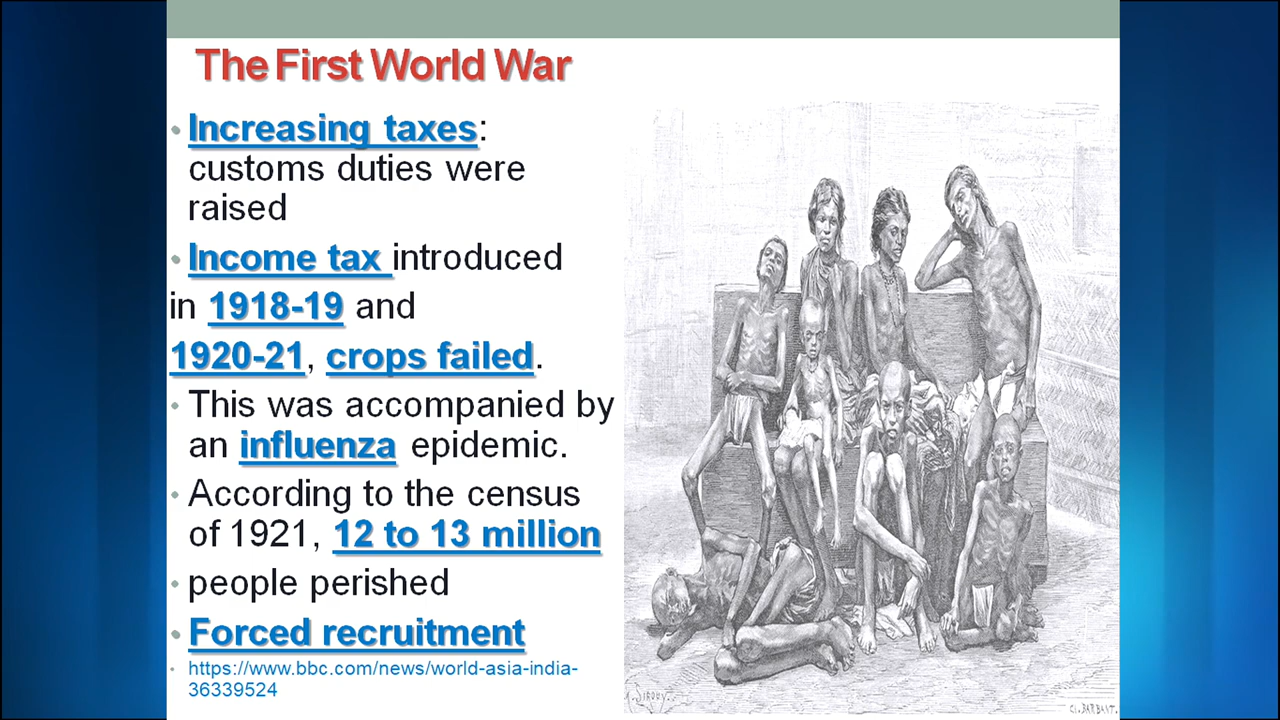 The First World War
• Increasing taxes:
customs duties were
raised
• Income tax introduced
in 1918-19 and
1920-21, crops failed.
• This was accompanied by
an influenza epidemic.
• According to the census
of 1921, 12 to 13 million
• people perished
• Forced recruitment
• https://www.bbc.com/news/world-asia-india-
36339524